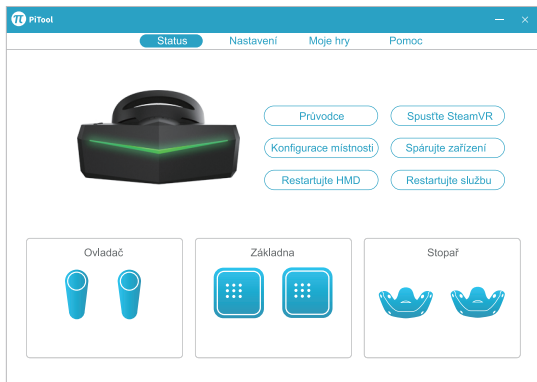 PiTool
Status Nastavení Moje hry Pomoc
Průvodce Spusťte SteamVR
Konfigurace místnosti Spárujte zařízení
Restartujte HMD Restartujte službu
Ovladač Základna Stopař